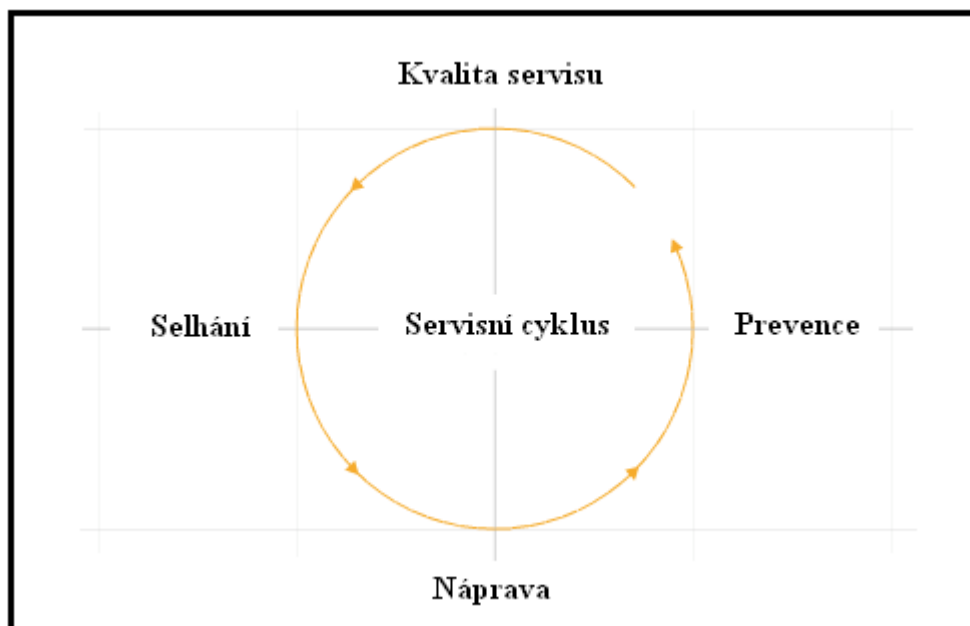 Kvalita servisu
Selhání
Servisní cyklus
Prevence
Náprava